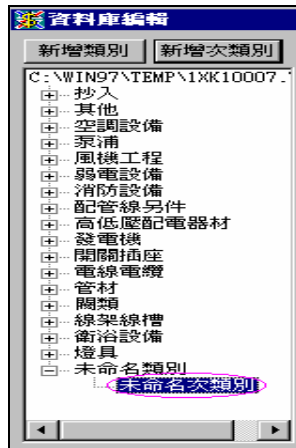 資料庫編輯
新增類別 新增次類別
C:\WIN97\TEMP\1XK10007.
抄入
其他
空調設備
泵浦
風機工程
弱電設備
消防設備
配管線另件
高低壓配電器材
發電機
開關插座
電線電纜
管材
閥類
線架線槽
衛浴設備
燈具
未命名類別
未命名次類別